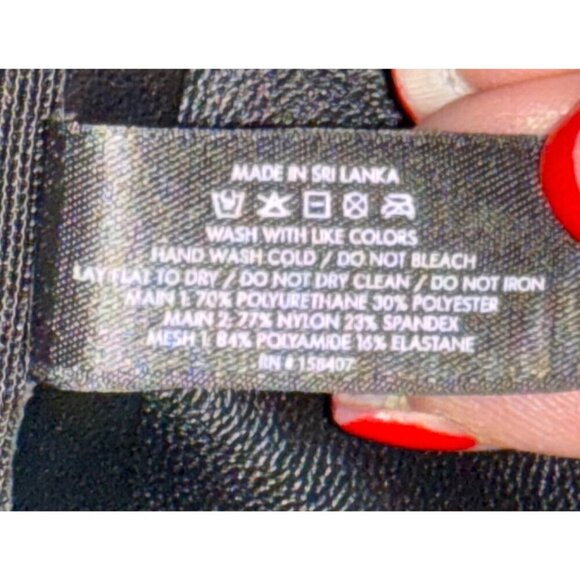 MADE IN SRI LANKA
WASH WITH LIKE COLORS
HAND WASH COLD / DO NOT BLEACH
LAY FLAT TO DRY / DO NOT DRY CLEAN / DO NOT IRON
MAIN 1: 70% POLYURETHANE 30% POLYESTER
MAIN 2: 77% NYLON 23% SPANDEX
MESH 1: 84% POLYAMIDE 16% ELASTANE
RN # 158407